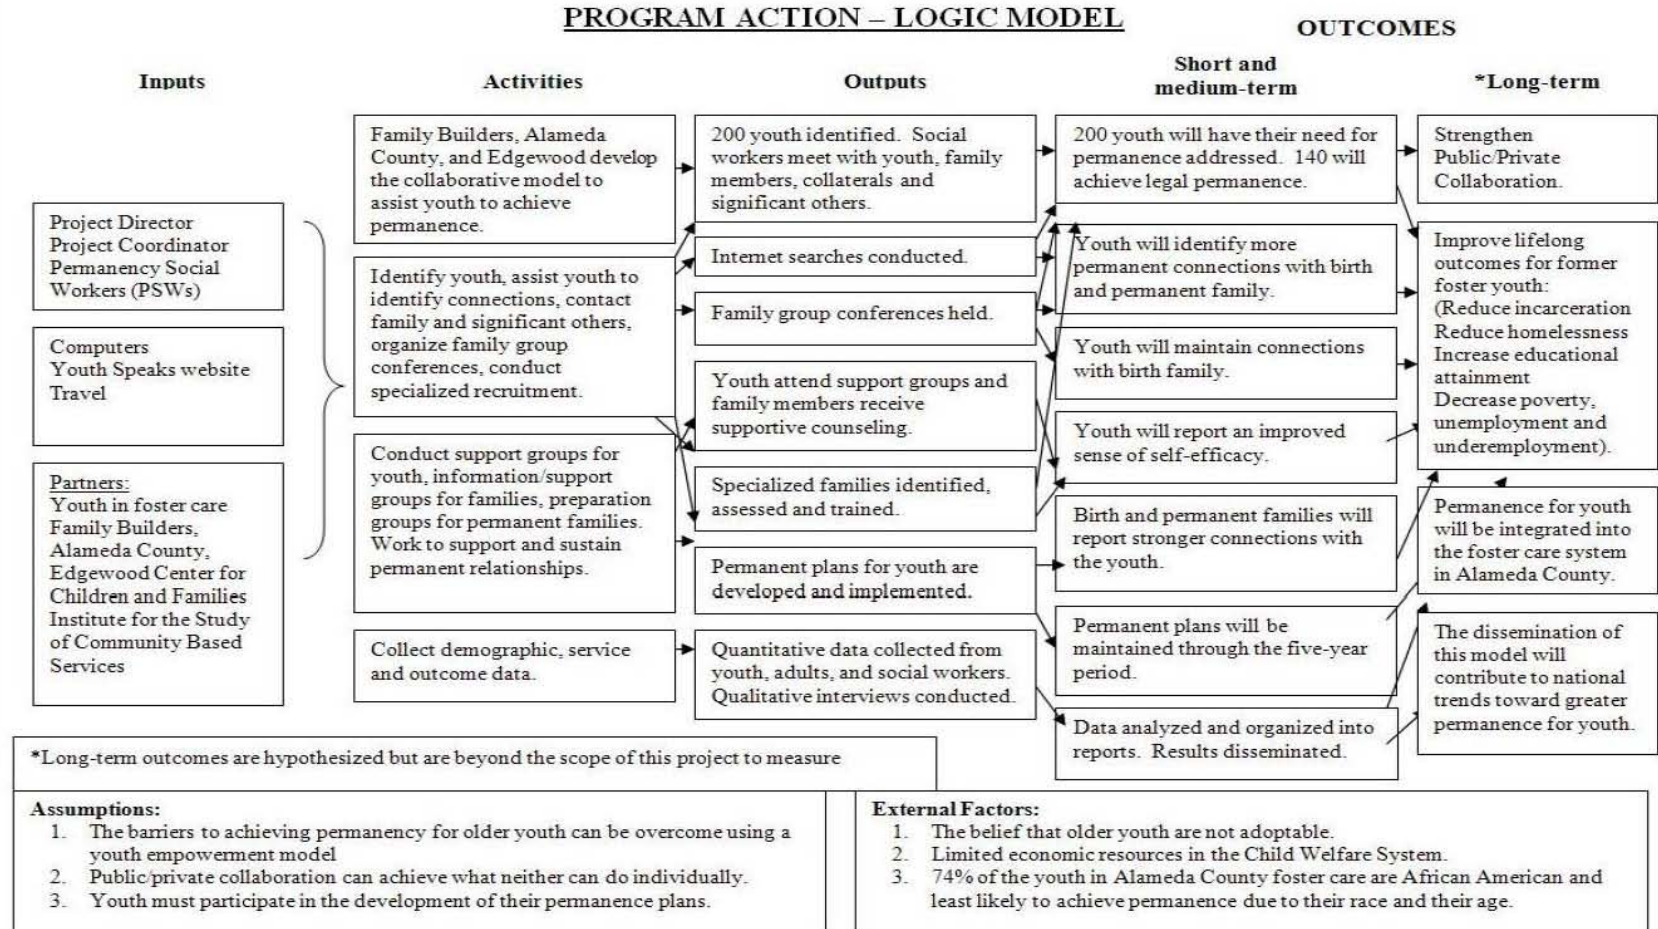 PROGRAM ACTION – LOGIC MODEL
OUTCOMES
Inputs
Activities
Outputs
Short and
medium-term
*Long-term
Project Director
Project Coordinator
Permanency Social
Workers (PSWs)
Computers
Youth Speaks website
Travel
Partners:
Youth in foster care
Family Builders,
Alameda County,
Edgewood Center for
Children and Families
Institute for the Study
of Community Based
Services
Family Builders, Alameda
County, and Edgewood develop
the collaborative model to
assist youth to achieve
permanence.
Identify youth, assist youth to
identify connections, contact
family and significant others,
organize family group
conferences, conduct
specialized recruitment.
Conduct support groups for
youth, information/support
groups for families, preparation
groups for permanent families.
Work to support and sustain
permanent relationships.
Collect demographic, service
and outcome data.
200 youth identified. Social
workers meet with youth, family
members, collaterals and
significant others.
Internet searches conducted.
Family group conferences held.
Youth attend support groups and
family members receive
supportive counseling.
Specialized families identified,
assessed and trained.
Permanent plans for youth are
developed and implemented.
Quantitative data collected from
youth, adults, and social workers.
Qualitative interviews conducted.
200 youth will have their need for
permanence addressed. 140 will
achieve legal permanence.
Youth will identify more
permanent connections with birth
and permanent family.
Youth will maintain connections
with birth family.
Youth will report an improved
sense of self-efficacy.
Birth and permanent families will
report stronger connections with
the youth.
Permanent plans will be
maintained through the five-year
period.
Data analyzed and organized into
reports. Results disseminated.
Strengthen
Public/Private
Collaboration.
Improve lifelong
outcomes for former
foster youth:
(Reduce incarceration
Reduce homelessness
Increase educational
attainment
Decrease poverty,
unemployment and
underemployment).
Permanence for youth
will be integrated into
the foster care system
in Alameda County.
The dissemination of
this model will
contribute to national
trends toward greater
permanence for youth.
*Long-term outcomes are hypothesized but are beyond the scope of this project to measure
Assumptions:
1. The barriers to achieving permanency for older youth can be overcome using a
youth empowerment model
2. Public/private collaboration can achieve what neither can do individually.
3. Youth must participate in the development of their permanence plans.
External Factors:
1. The belief that older youth are not adoptable.
2. Limited economic resources in the Child Welfare System.
3. 74% of the youth in Alameda County foster care are African American and
least likely to achieve permanence due to their race and their age.